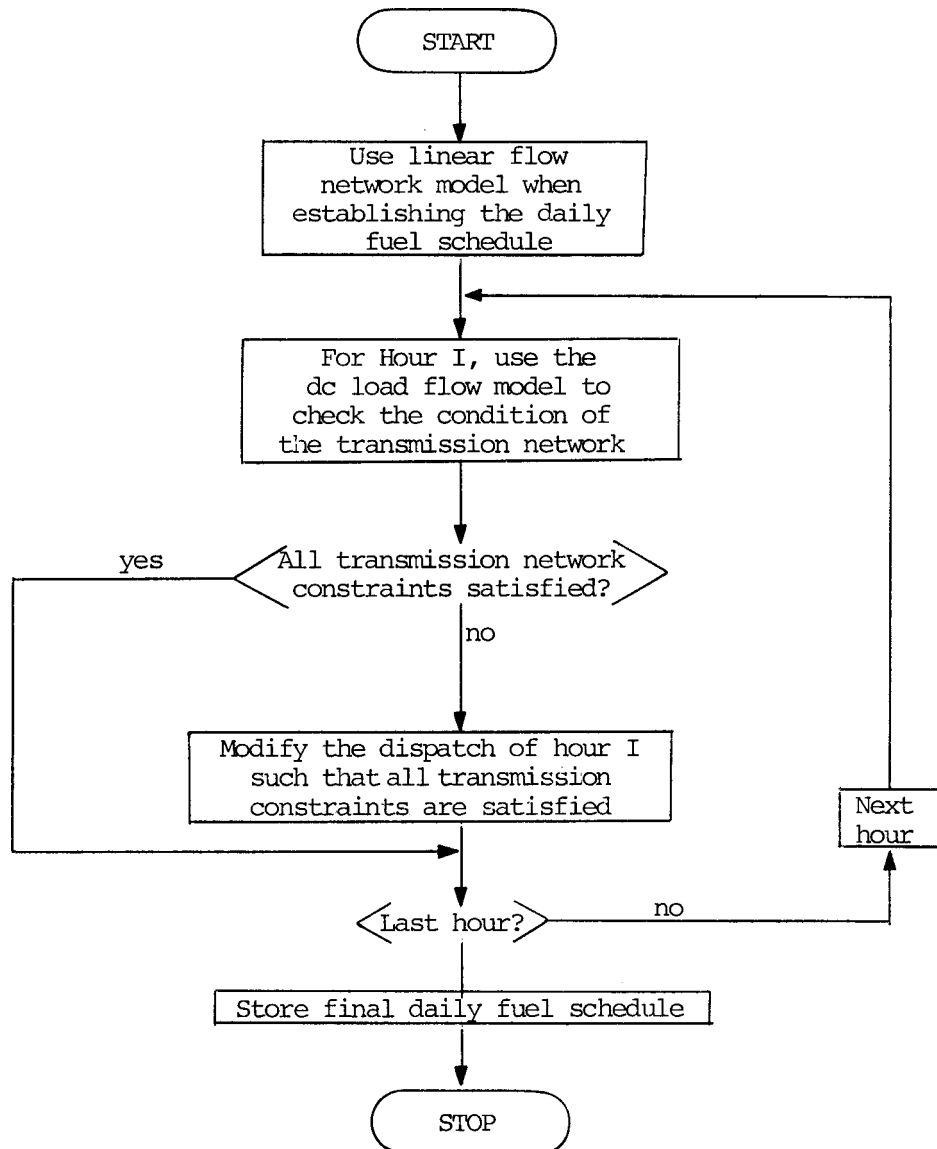 START
Use linear flow
network model when
establishing the daily
fuel schedule
For Hour I, use the
dc load flow model to
check the condition of
the transmission network
yes
All transmission network
constraints satisfied?
no
Modify the dispatch of hour I
such that all transmission
constraints are satisfied
Next
hour
Last hour?
no
Store final daily fuel schedule
STOP